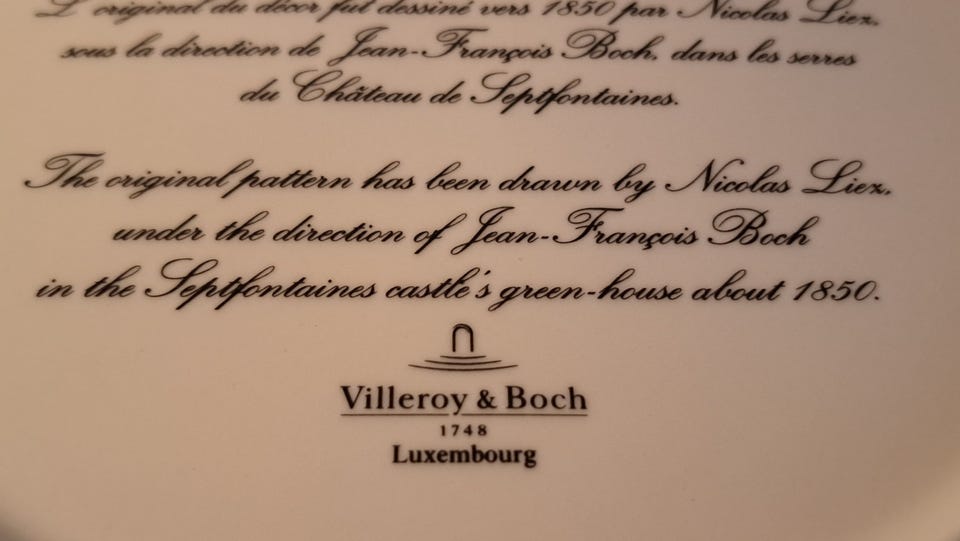 L'original du décor fut dessiné vers 1850 par Nicolas Liez,
sous la direction de Jean-François Boch, dans les serres
du Château de Septfontaines.
The original pattern has been drawn by Nicolas Liez,
under the direction of Jean-François Boch
in the Septfontaines castle's green-house about 1850.
Villeroy & Boch
1748
Luxembourg